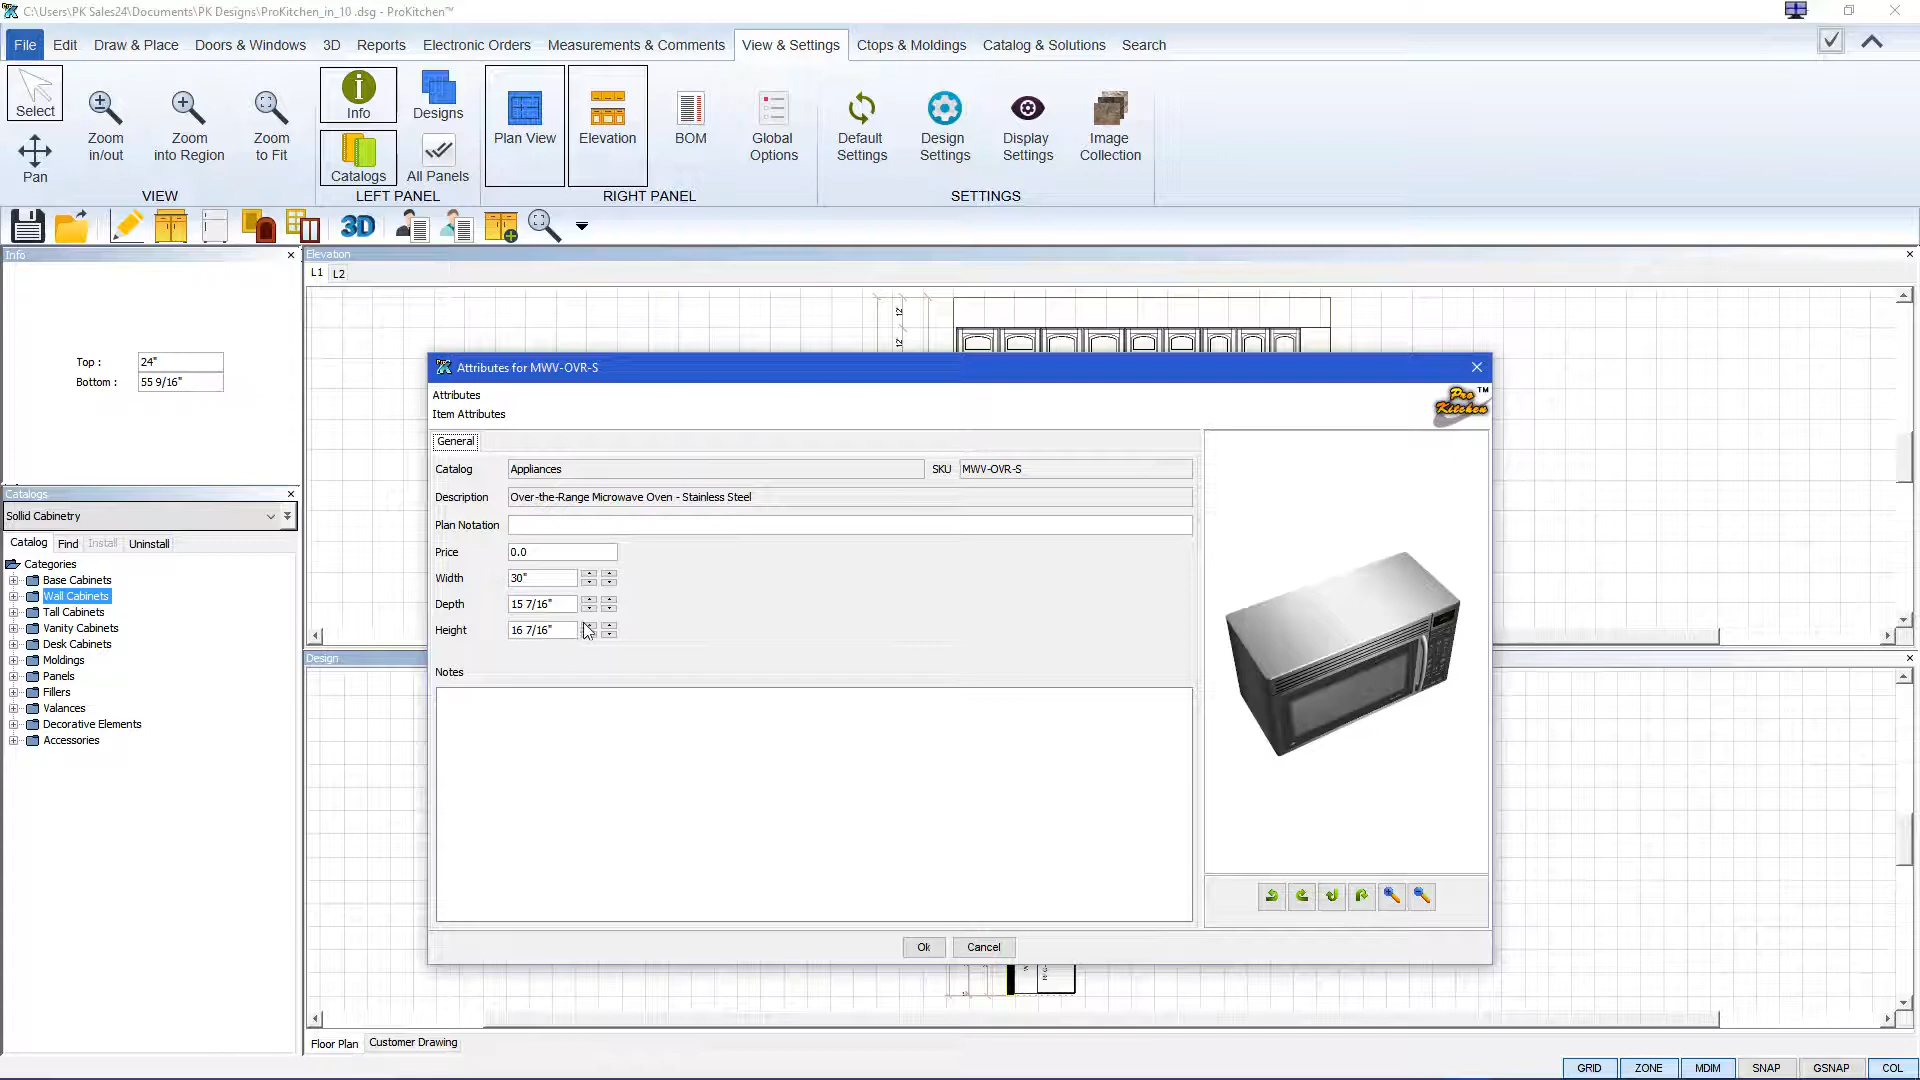 C:\Users\PK Sales24\Documents\PK Designs\ProKitchen_in_10 .dsg - ProKitchen™
File Edit Draw & Place Doors & Windows 3D Reports Electronic Orders Measurements & Comments View & Settings Ctops & Moldings Catalog & Solutions Search
Select
Pan
Zoom in/out
Zoom into Region
Zoom to Fit
VIEW
Info
Catalogs
Designs
All Panels
LEFT PANEL
Plan View
Elevation
BOM
Global Options
RIGHT PANEL
Default Settings
Design Settings
Display Settings
Image Collection
SETTINGS
3D
Info
Top : 24"
Bottom : 55 9/16"
Catalogs
Sollid Cabinetry
Catalog Find Install Uninstall
Categories
Base Cabinets
Wall Cabinets
Tall Cabinets
Vanity Cabinets
Desk Cabinets
Moldings
Panels
Fillers
Valances
Decorative Elements
Accessories
Elevation
L1 L2
12
12
Attributes for MWV-OVR-S
Attributes
Item Attributes
Pro Kitchen™
General
Catalog Appliances SKU MWV-OVR-S
Description Over-the-Range Microwave Oven - Stainless Steel
Plan Notation
Price 0.0
Width 30"
Depth 15 7/16"
Height 16 7/16"
Notes
Ok Cancel
Design
Floor Plan Customer Drawing
GRID ZONE MDIM SNAP GSNAP COL